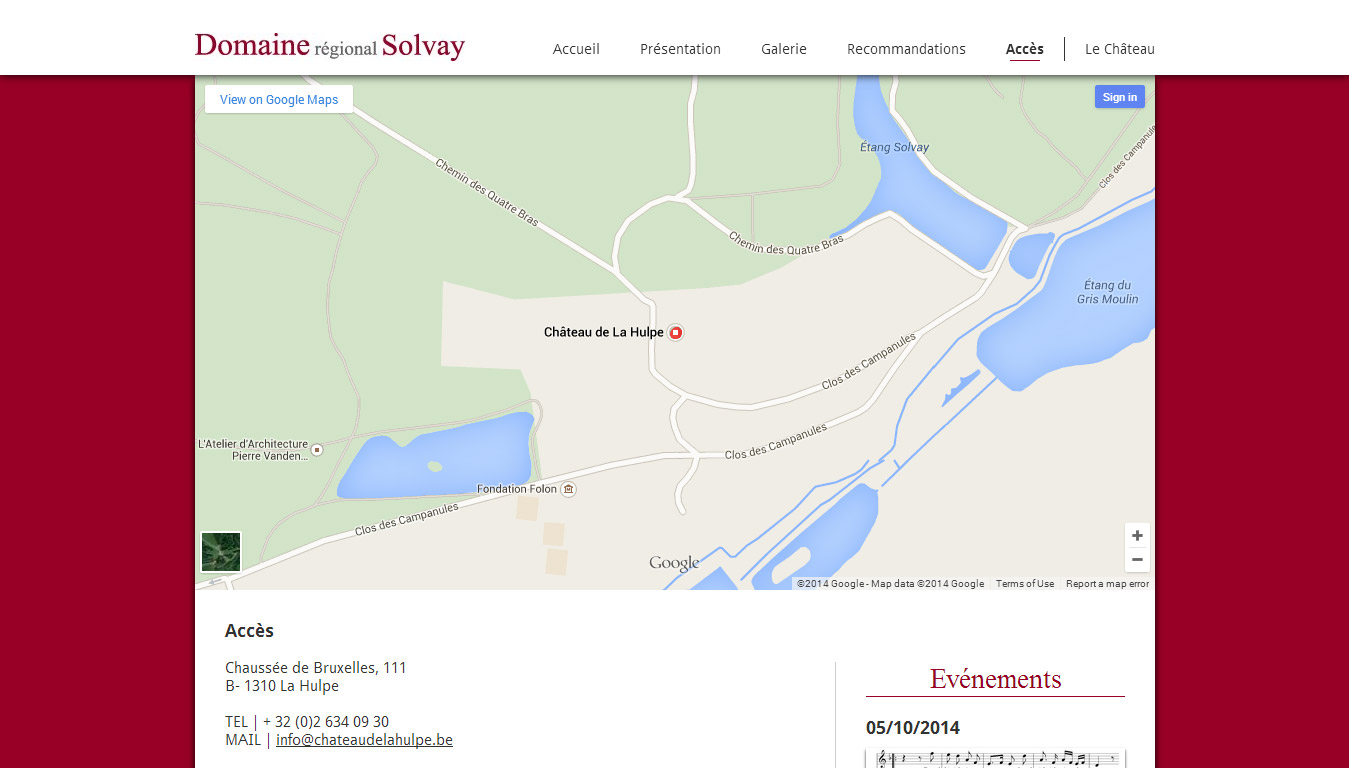 Domaine régional Solvay
Accueil
Présentation
Galerie
Recommandations
Accès
Le Château
View on Google Maps
Sign in
Étang Solvay
Clos des Campanules
Chemin des Quatre Bras
Chemin des Quatre Bras
Étang du
Gris Moulin
Château de La Hulpe
Clos des Campanules
Clos des Campanules
L'Atelier d'Architecture
Pierre Vanden...
Fondation Folon
Clos des Campanules
Google
+
−
©2014 Google - Map data ©2014 Google
Terms of Use
Report a map error
Accès
Chaussée de Bruxelles, 111
B- 1310 La Hulpe
TEL | + 32 (0)2 634 09 30
MAIL | info@chateaudelahulpe.be
Evénements
05/10/2014